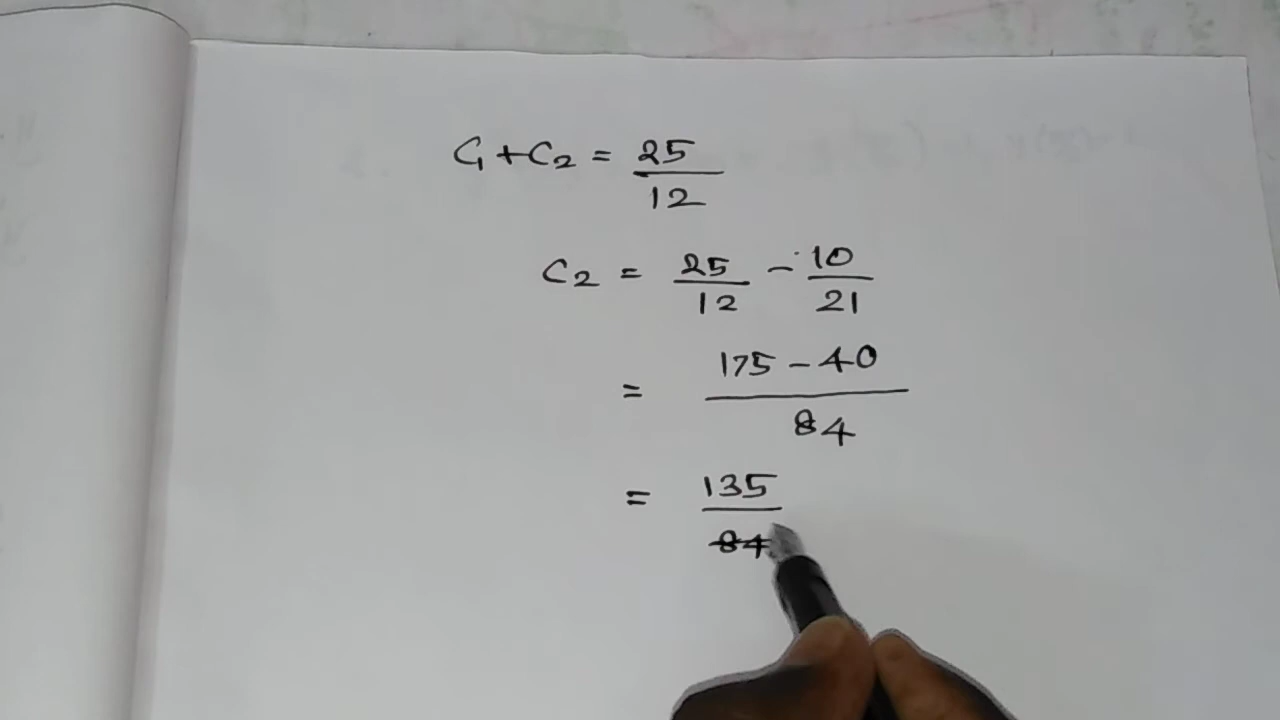 C1 + C2 = 25/12
C2 = 25/12 - 10/21
= 175 - 40 / 84
= 135 / 84